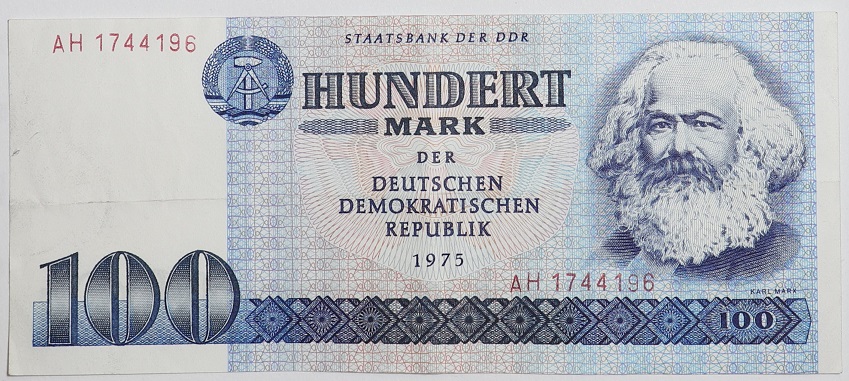 AH 1744196
STAATSBANK DER DDR
HUNDERT
MARK
DER
DEUTSCHEN
DEMOKRATISCHEN
REPUBLIK
1975
AH 1744196
KARL MARX
100
100